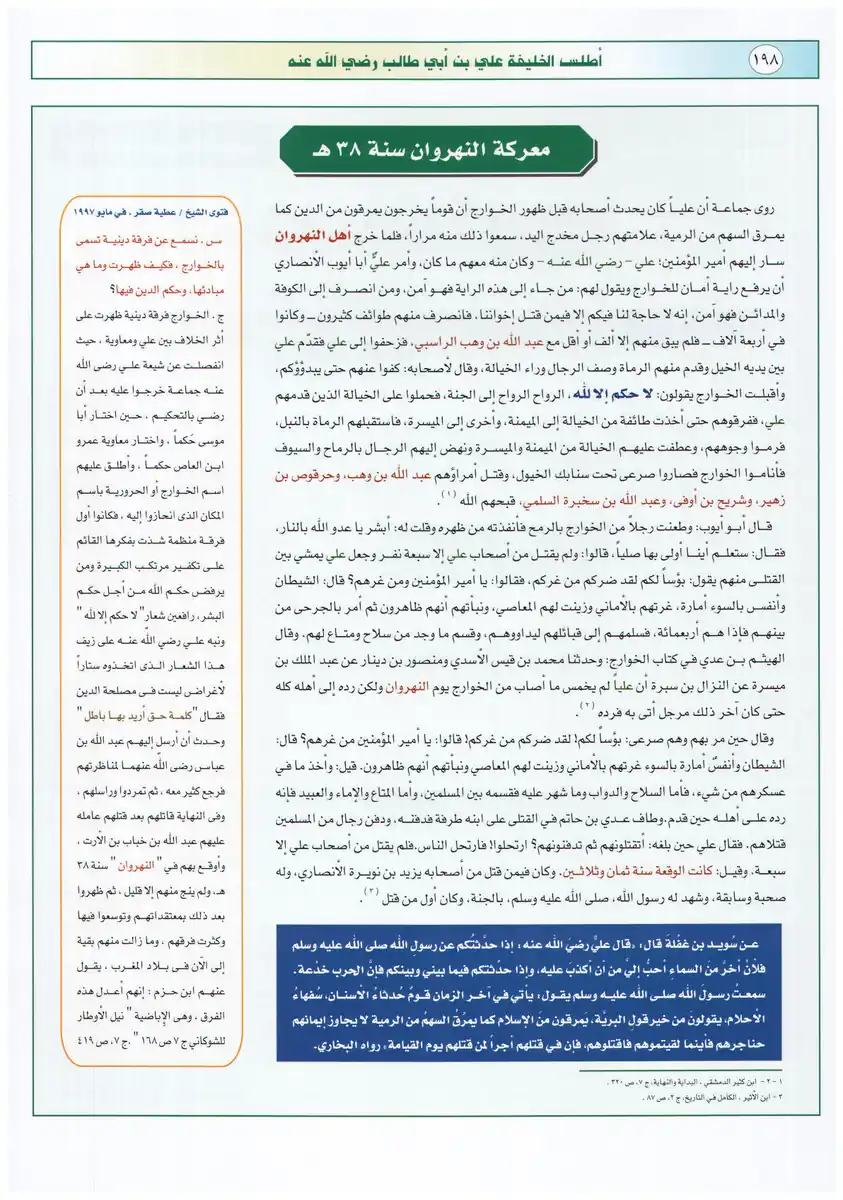 ١٩٨
أطلس الخليفة علي بن أبي طالب رضي الله عنه
معركة النهروان سنة ٣٨ هـ
روى جماعة أن علياً كان يحدث أصحابه قبل ظهور الخوارج أن قوماً يخرجون يمرقون من الدين كما
يمرق السهم من الرمية، علامتهم رجل مخدج اليد، سمعوا ذلك منه مراراً، فلما خرج أهل النهروان
سار إليهم أمير المؤمنين؛ علي – رضي الله عنه – وكان منه معهم ما كان، وأمر عليٌّ أبا أيوب الأنصاري
أن يرفع راية أمان للخوارج ويقول لهم: من جاء إلى هذه الراية فهو آمن، ومن انصرف إلى الكوفة
والمدائن فهو آمن، إنه لا حاجة لنا فيكم إلا فيمن قتل إخواننا، فانصرف منهم طوائف كثيرون – وكانوا
في أربعة آلاف – فلم يبق منهم إلا ألف أو أقل مع عبد الله بن وهب الراسبي، فزحفوا إلى علي فقدّم علي
بين يديه الخيل وقدم منهم الرماة وصف الرجال وراء الخيالة، وقال لأصحابه: كفوا عنهم حتى يبدؤوكم،
وأقبلت الخوارج يقولون: لا حكم إلا لله، الرواح الرواح إلى الجنة، فحملوا على الخيالة الذين قدمهم
علي، ففرقوهم حتى أخذت طائفة من الخيالة إلى الميمنة، وأخرى إلى الميسرة، فاستقبلهم الرماة بالنبل،
فرموا وجوههم، وعطفت عليهم الخيالة من الميمنة والميسرة ونهض إليهم الرجال بالرماح والسيوف
فأناموا الخوارج فصاروا صرعى تحت سنابك الخيول، وقتل أمراؤهم عبد الله بن وهب، وحرقوص بن
زهير، وشريح بن أوفى، وعبد الله بن سخبرة السلمي، قبحهم الله (١).
قال أبو أيوب: وطعنت رجلاً من الخوارج بالرمح فأنفذته من ظهره وقلت له: أبشر يا عدو الله بالنار،
فقال: ستعلم أينا أولى بها صلياً، قالوا: ولم يقتل من أصحاب علي إلا سبعة نفر وجعل علي يمشي بين
القتلى منهم يقول: بؤساً لكم لقد ضركم من غركم، فقالوا: يا أمير المؤمنين ومن غرهم؟ قال: الشيطان
وأنفس بالسوء أمارة، غرتهم بالأماني وزينت لهم المعاصي، ونبأتهم أنهم ظاهرون ثم أمر بالجرحى من
بينهم فإذا هم أربعمائة، فسلمهم إلى قبائلهم ليداووهم، وقسم ما وجد من سلاح ومتاع لهم. وقال
الهيثم بن عدي في كتاب الخوارج: وحدثنا محمد بن قيس الأسدي ومنصور بن دينار عن عبد الملك بن
ميسرة عن النزال بن سبرة أن علياً لم يخمس ما أصاب من الخوارج يوم النهروان ولكن رده إلى أهله كله
حتى كان آخر ذلك مرجل أتى به فرده (٢).
وقال حين مر بهم وهم صرعى: بؤساً لكم! لقد ضركم من غركم! قالوا: يا أمير المؤمنين من غرهم؟ قال:
الشيطان وأنفسٌ أمارة بالسوء غرتهم بالأماني وزينت لهم المعاصي ونبأتهم أنهم ظاهرون. قيل: وأخذ ما في
عسكرهم من شيء، فأما السلاح والدواب وما شهر عليه فقسمه بين المسلمين، وأما المتاع والإماء والعبيد فإنه
رده على أهله حين قدم.وطاف عدي بن حاتم في القتلى على ابنه طرفة فدفنه، ودفن رجال من المسلمين
قتلاهم. فقال علي حين بلغه: أتقتلونهم ثم تدفنونهم؟ ارتحلوا! فارتحل الناس.فلم يقتل من أصحاب علي إلا
سبعة، وقيل: كانت الوقعة سنة ثمان وثلاثين. وكان فيمن قتل من أصحابه يزيد بن نويرة الأنصاري، وله
صحبة وسابقة، وشهد له رسول الله، صلى الله عليه وسلم، بالجنة، وكان أول من قتل (٣).
عن سُويد بن غفْلة قال: «قال عليٌّ رضيَ الله عنه: إذا حدَّثتُكم عن رسولِ الله صلى الله عليه وسلم
فلأنْ أخرَّ منَ السماءِ أحبُّ إليَّ من أن أكذبَ عليه، وإذا حدَّثتكم فيما بيني وبينكم فإنَّ الحربَ خدْعة.
سمعتُ رسولَ الله صلى الله عليه وسلم يقول: يأتي في آخر الزمان قومٌ حُدثاءُ الأسنان، سُفهاءُ
الأحلام، يقولونَ من خير قول البريَّة، يَمرقون منَ الإسلام كما يمرُقُ السهمُ من الرمية لا يجاوز إيمانهم
حناجرهم فأينما لقيتموهم فاقتلوهم، فإن في قتلهم أجراً لمن قتلهم يوم القيامة» رواه البخاري.
١ – ٢ – ابن كثير الدمشقي ، البداية والنهاية، ج ٧، ص ٣٢٠ .
٣ – ابن الأثير ، الكامل في التاريخ، ج ٢، ص ٨٧ .
فتوى الشيخ / عطية صقر ، في مايو ١٩٩٧
س . نسمع عن فرقة دينية تسمى
بالخوارج ، فكيف ظهرت وما هي
مبادئها، وحكم الدين فيها؟
ج . الخوارج فرقة دينية ظهرت على
أثر الخلاف بين علي ومعاوية ، حيث
انفصلت عن شيعة علي رضي الله
عنه جماعة خرجوا عليه بعد أن
رضي بالتحكيم ، حين اختار أبا
موسى حَكماً ، واختار معاوية عمرو
ابن العاص حكماً ، وأطلق عليهم
اسم الخوارج أو الحرورية باسم
المكان الذى انحازوا إليه ، فكانوا أول
فرقة منظمة شذت بفكرها القائم
على تكفير مرتكب الكبيرة ومن
يرفض حكم الله من أجل حكم
البشر، رافعين شعار" لا حكم إلا لله "
ونبه علي رضي الله عنه على زيف
هذا الشعار الذى اتخذوه ستاراً
لأغراض ليست فى مصلحة الدين
فقال "كلمة حق أريد بها باطل "
وحدث أن أرسل إليهم عبد الله بن
عباس رضى الله عنهما لمناظرتهم
فرجع كثير معه ، ثم تمردوا وراسلهم ،
وفى النهاية قاتلهم بعد قتلهم عامله
عليهم عبد الله بن خباب بن الأرت ،
وأوقع بهم في " النهروان " سنة ٣٨
هـ، ولم ينج منهم إلا قليل ، ثم ظهروا
بعد ذلك بمعتقداتهم وتوسعوا فيها
وكثرت فرقهم ، وما زالت منهم بقية
إلى الآن فى بلاد المغرب ، يقول
عنهم ابن حزم : إنهم أعدل هذه
الفرق ، وهى الإباضية " نيل الأوطار
للشوكاني ج ٧ ص ١٦٨ " .ج ٧، ص ٤١٩